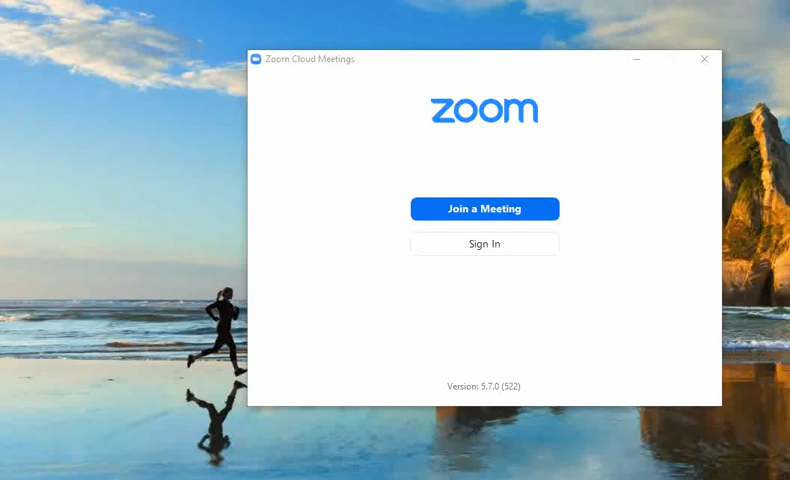 Zoom Cloud Meetings
zoom
Join a Meeting
Sign In
Version: 5.7.0 (522)